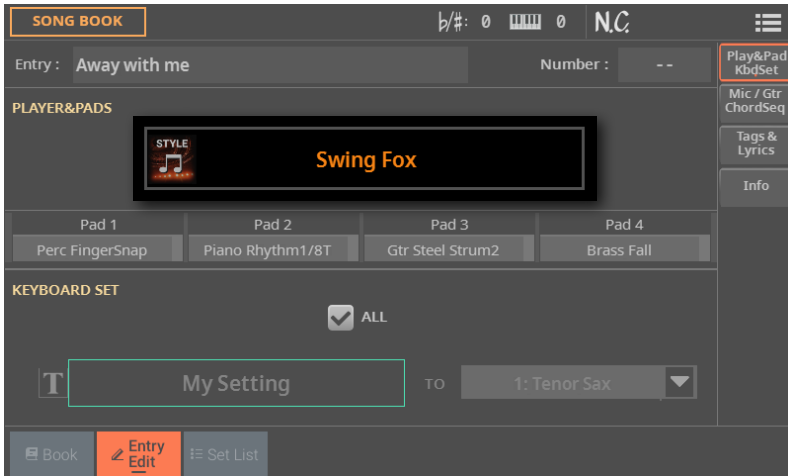 SONG BOOK
♭/♯: 0
0
N.C.
Entry : Away with me
Number : --
Play&Pad
KbdSet
Mic / Gtr
ChordSeq
Tags &
Lyrics
Info
PLAYER&PADS
STYLE
Swing Fox
Pad 1
Pad 2
Pad 3
Pad 4
Perc FingerSnap
Piano Rhythm1/8T
Gtr Steel Strum2
Brass Fall
KEYBOARD SET
ALL
T
My Setting
TO
1: Tenor Sax
Book
Entry
Edit
Set List